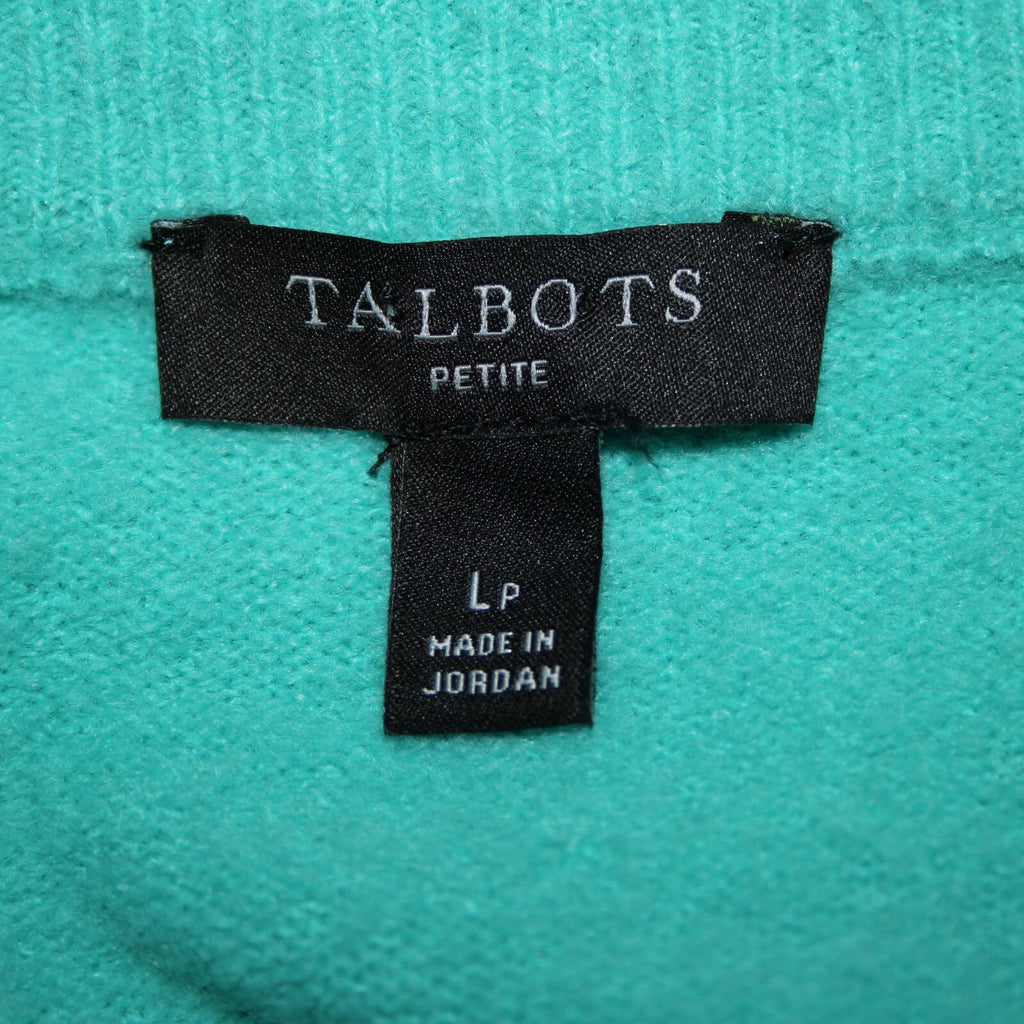 TALBOTS
PETITE
LP
MADE IN
JORDAN